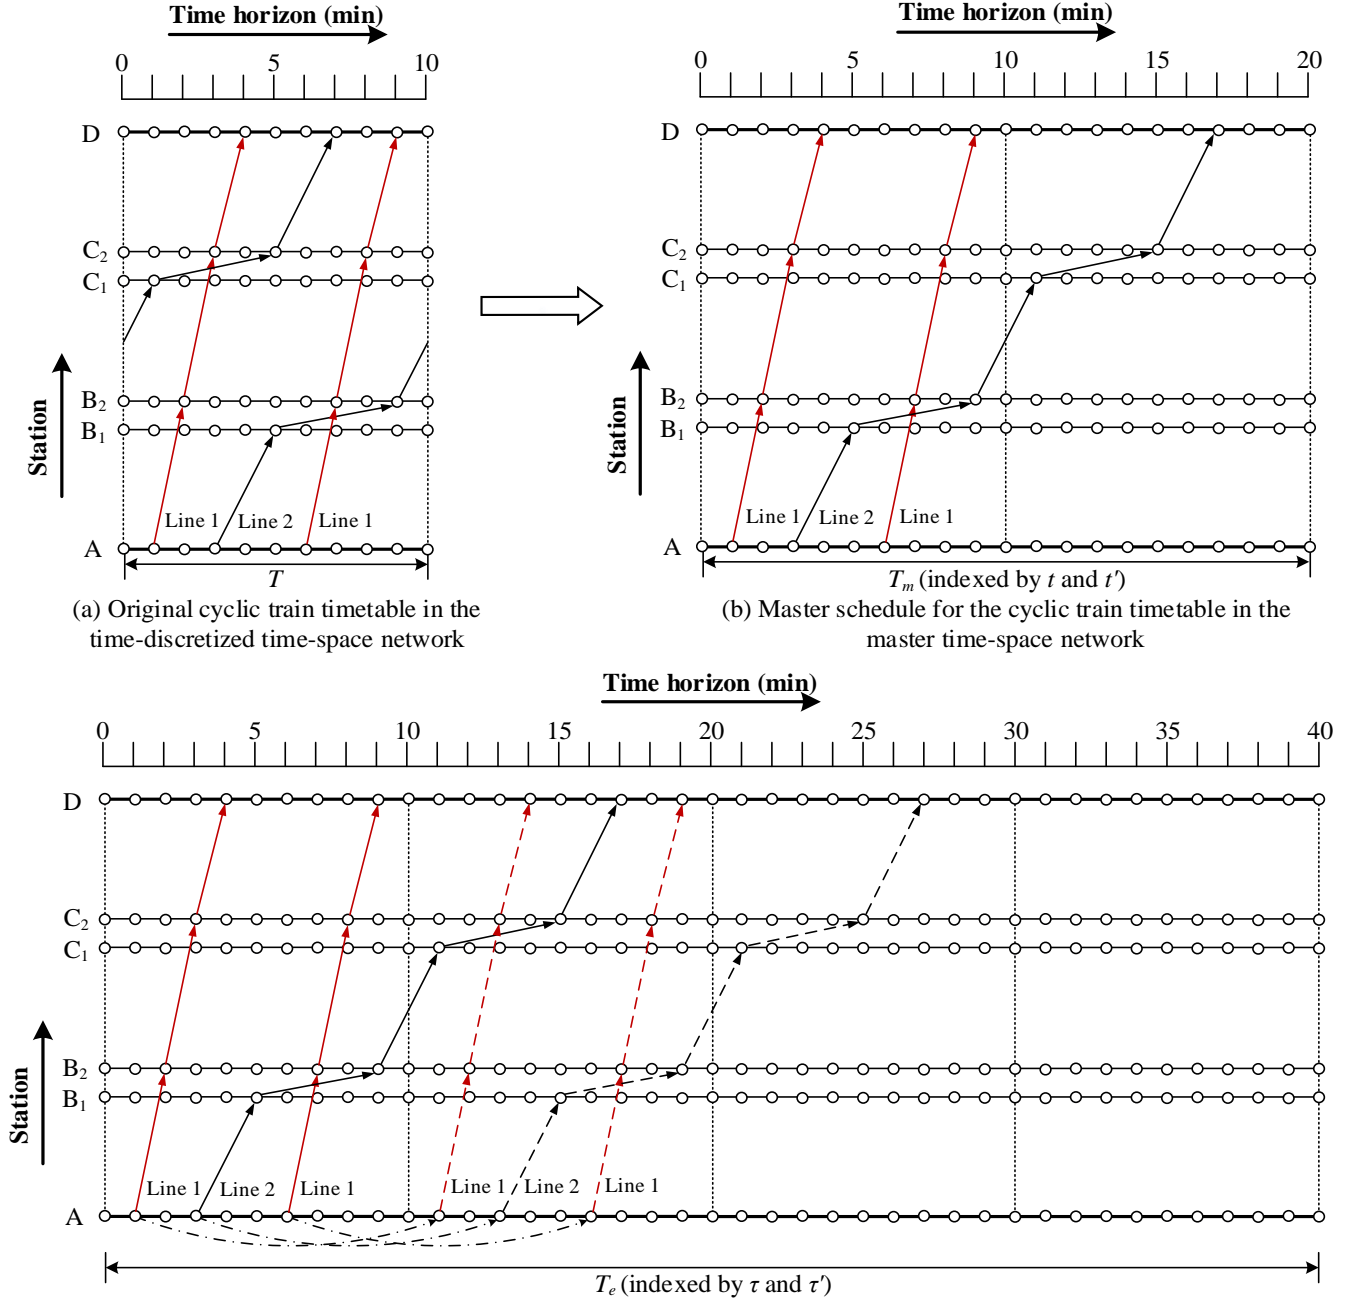 Time horizon (min)
0 5 10
D
C2
C1
B2
B1
A
Station
Line 1 Line 2 Line 1
T
(a) Original cyclic train timetable in the
time-discretized time-space network
Time horizon (min)
0 5 10 15 20
D
C2
C1
B2
B1
A
Station
Line 1 Line 2 Line 1
Tm (indexed by t and t′)
(b) Master schedule for the cyclic train timetable in the
master time-space network
Time horizon (min)
0 5 10 15 20 25 30 35 40
D
C2
C1
B2
B1
A
Station
Line 1 Line 2 Line 1 Line 1 Line 2 Line 1
Te (indexed by τ and τ′)